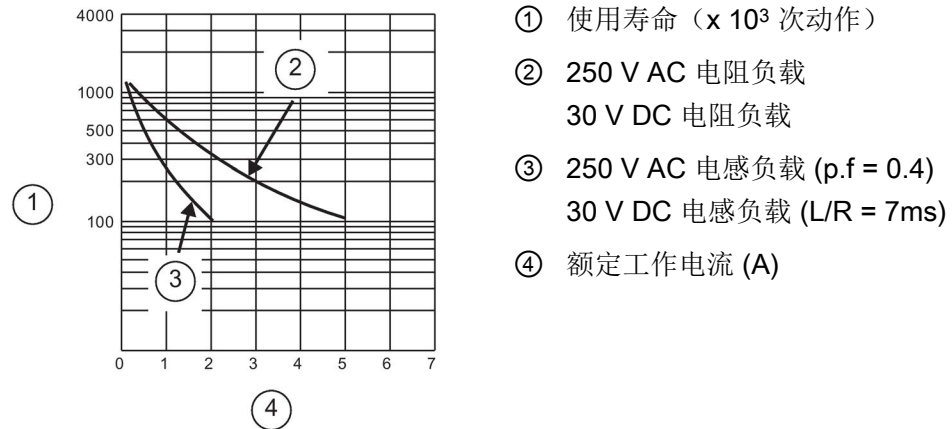 4000
1000
500
300
100
0 1 2 3 4 5 6 7
①
②
③
④
① 使用寿命（x 10³ 次动作）
② 250 V AC 电阻负载
30 V DC 电阻负载
③ 250 V AC 电感负载 (p.f = 0.4)
30 V DC 电感负载 (L/R = 7ms)
④ 额定工作电流 (A)